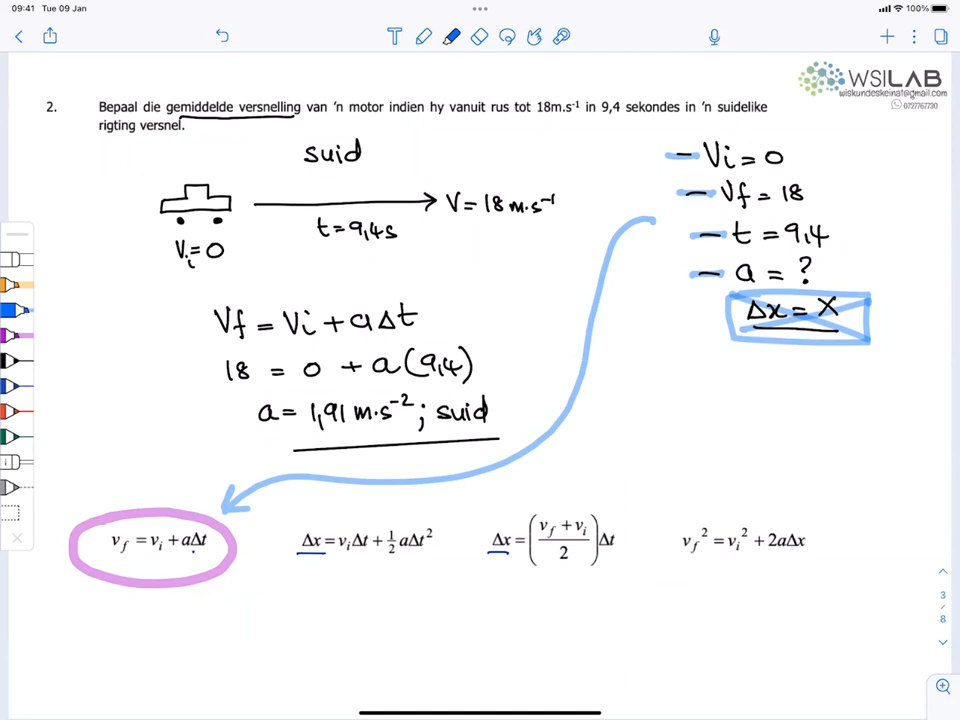 09:41 Tue 09 Jan
100%
WSILAB
wiskundeskeinat@gmail.com
0797767730
2. Bepaal die gemiddelde versnelling van 'n motor indien hy vanuit rus tot 18m.s⁻¹ in 9,4 sekondes in 'n suidelike
rigting versnel.
suid
Vi = 0
Vf = 18
t = 9,4
a = ?
Δx = X
V = 18 m·s⁻¹
t = 9,4s
Vi = 0
Vf = Vi + aΔt
18 = 0 + a (9,4)
a = 1,91 m·s⁻² ; suid
v_f = v_i + aΔt
Δx = v_iΔt + ½aΔt²
Δx = ((v_f + v_i)/2)Δt
v_f² = v_i² + 2aΔx
3
/
8